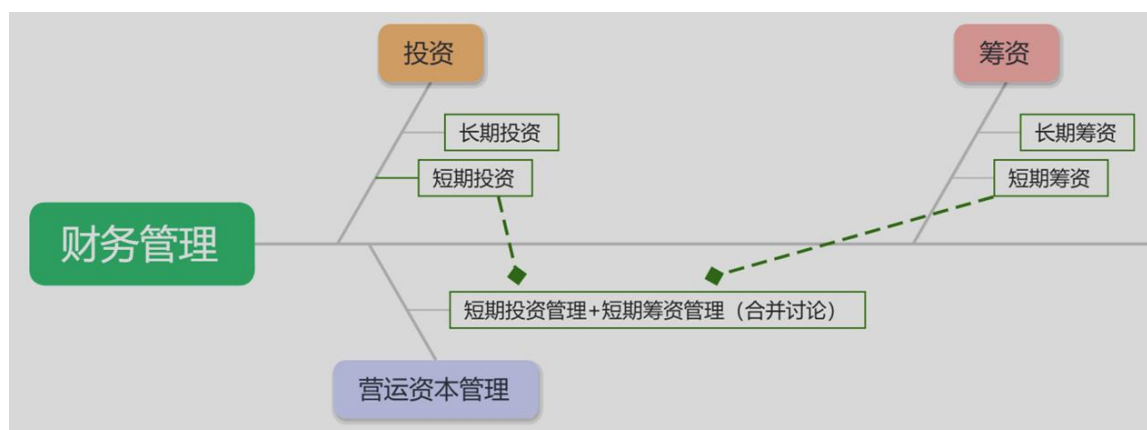 投资
筹资
长期投资
长期筹资
短期投资
短期筹资
财务管理
短期投资管理+短期筹资管理（合并讨论）
营运资本管理